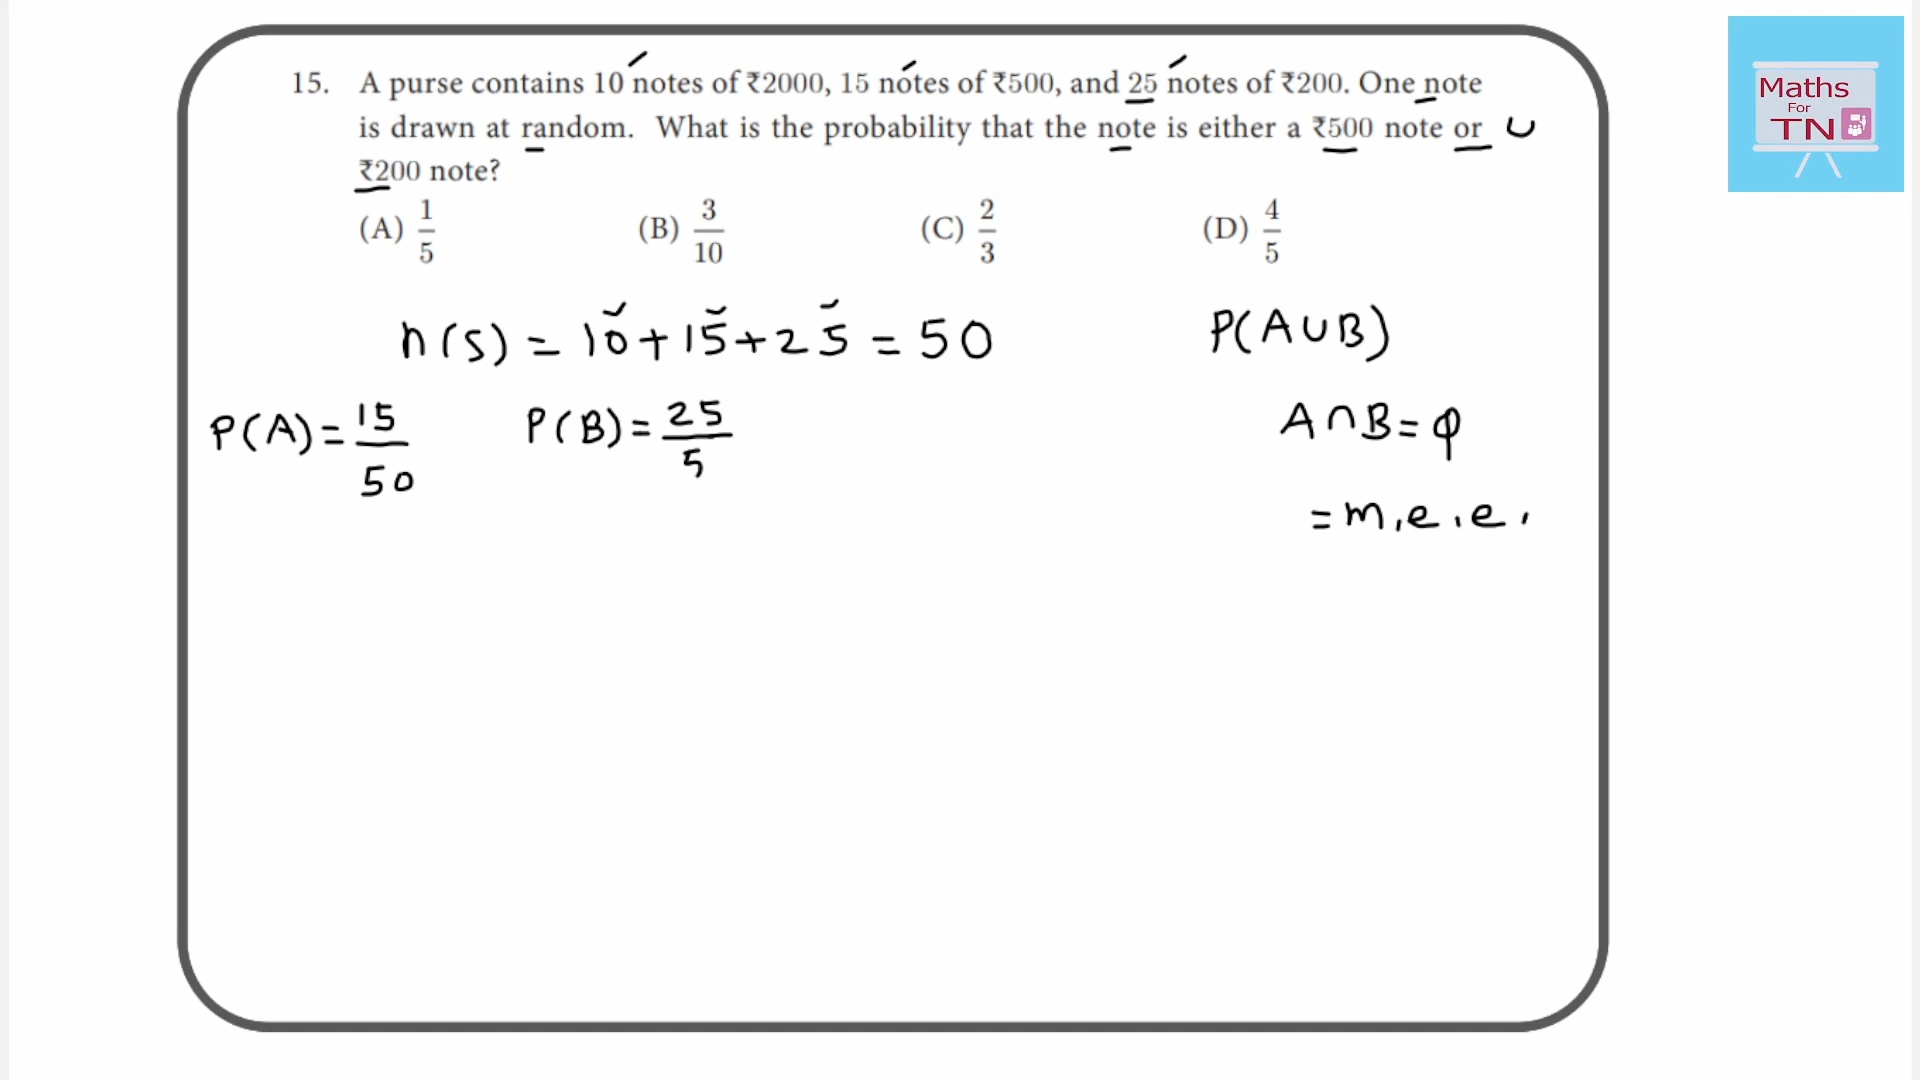 15. A purse contains 10 notes of ₹2000, 15 notes of ₹500, and 25 notes of ₹200. One note
is drawn at random. What is the probability that the note is either a ₹500 note or ∪
₹200 note?
(A) 1/5 (B) 3/10 (C) 2/3 (D) 4/5
n(s) = 10+15+25 = 50 P(A∪B)
P(A) = 15/50 P(B) = 25/5 A∩B = φ
= m.e.e.
Maths
For
TN